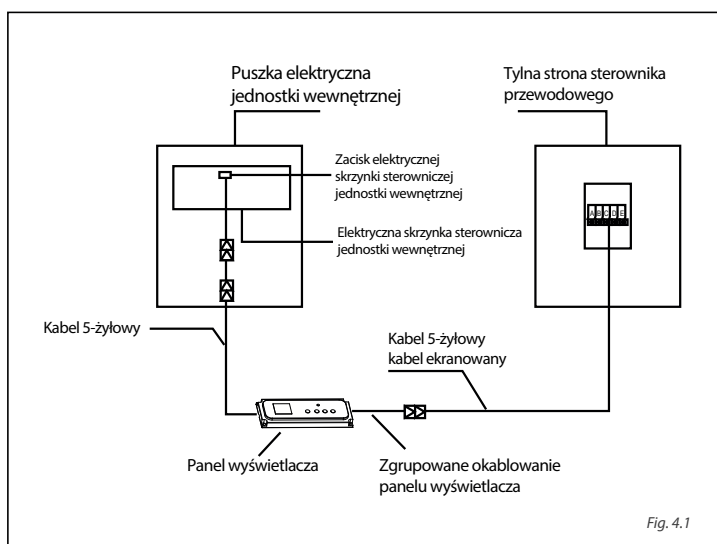 Puszka elektryczna
jednostki wewnętrznej
Tylna strona sterownika
przewodowego
Zacisk elektrycznej
skrzynki sterowniczej
jednostki wewnętrznej
A B C D E
Elektryczna skrzynka sterownicza
jednostki wewnętrznej
Kabel 5-żyłowy
Kabel 5-żyłowy
kabel ekranowany
Panel wyświetlacza
Zgrupowane okablowanie
panelu wyświetlacza
Fig. 4.1